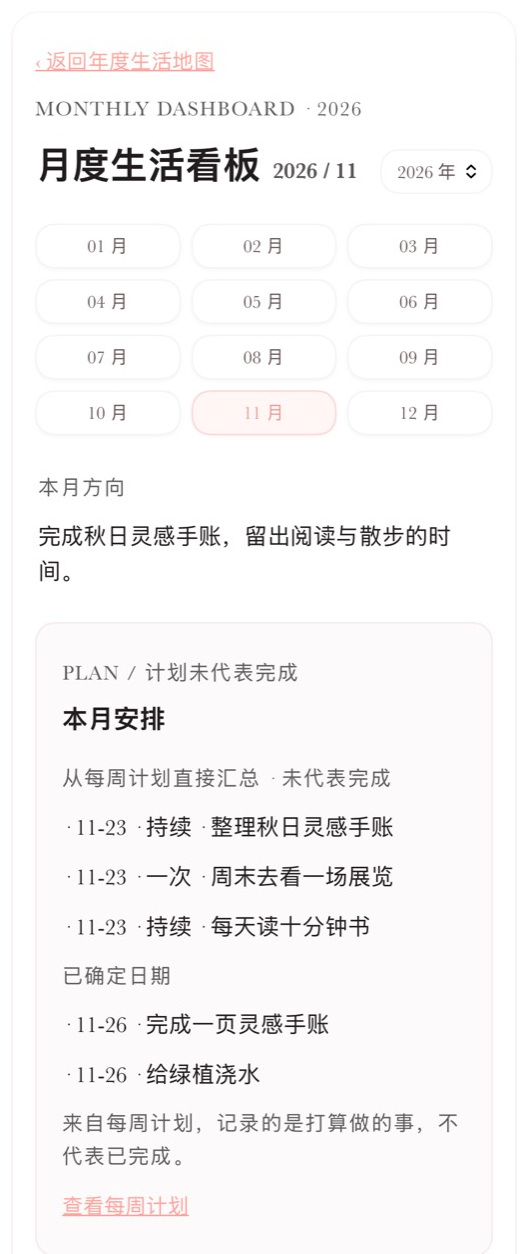 ‹ 返回年度生活地图
MONTHLY DASHBOARD · 2026
月度生活看板 2026 / 11 2026 年
01 月 02 月 03 月
04 月 05 月 06 月
07 月 08 月 09 月
10 月 11 月 12 月
本月方向
完成秋日灵感手账，留出阅读与散步的时
间。
PLAN / 计划未代表完成
本月安排
从每周计划直接汇总 · 未代表完成
· 11-23 · 持续 · 整理秋日灵感手账
· 11-23 · 一次 · 周末去看一场展览
· 11-23 · 持续 · 每天读十分钟书
已确定日期
· 11-26 · 完成一页灵感手账
· 11-26 · 给绿植浇水
来自每周计划，记录的是打算做的事，不
代表已完成。
查看每周计划